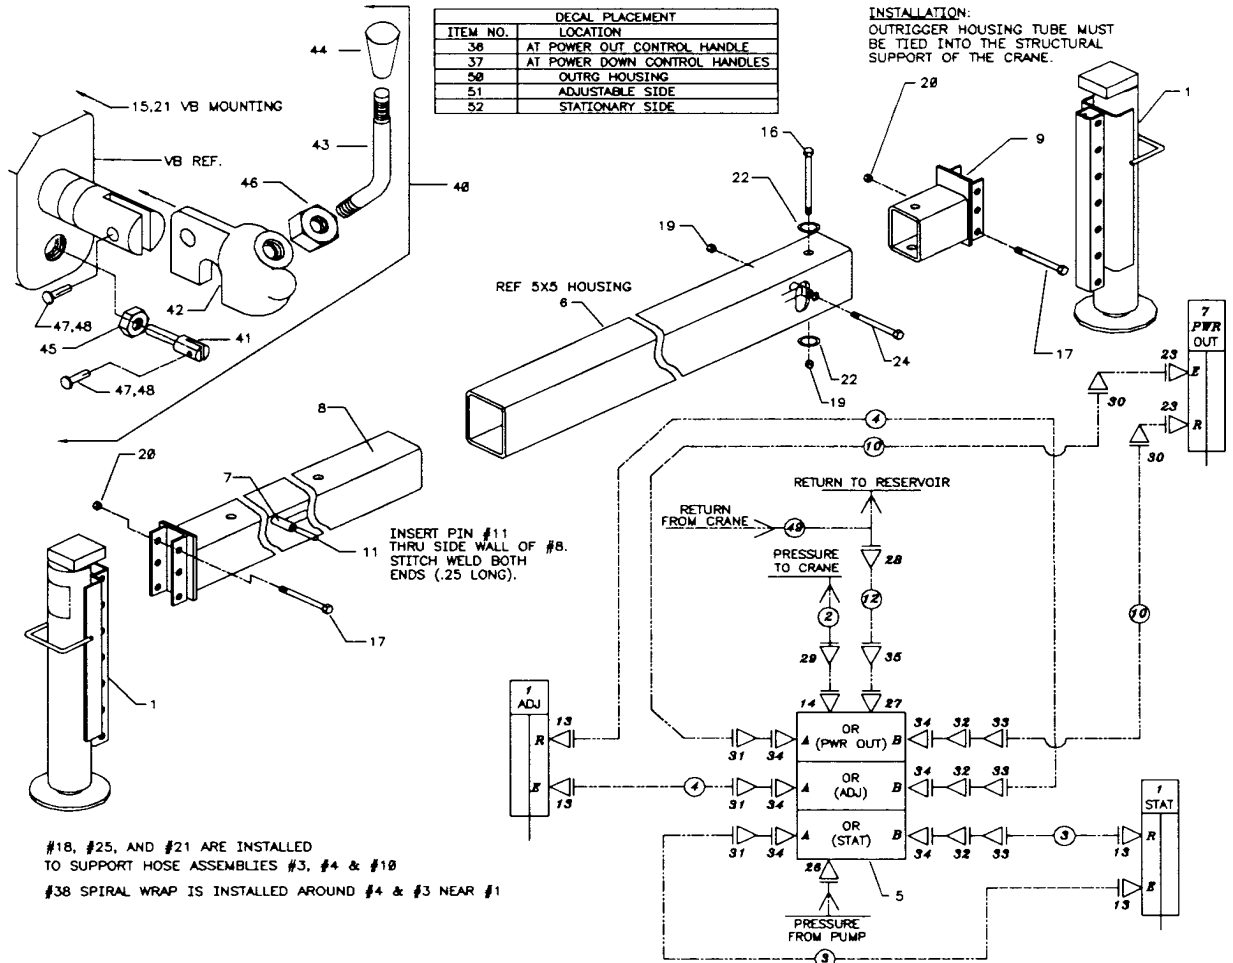 DECAL PLACEMENT
ITEM NO. LOCATION
36 AT POWER OUT CONTROL HANDLE
37 AT POWER DOWN CONTROL HANDLES
50 OUTRG HOUSING
51 ADJUSTABLE SIDE
52 STATIONARY SIDE
INSTALLATION:
OUTRIGGER HOUSING TUBE MUST
BE TIED INTO THE STRUCTURAL
SUPPORT OF THE CRANE.
44
15,21 VB MOUNTING
VB REF.
43
46
40
42
47,48
45
41
47,48
16
22
19
REF 5X5 HOUSING
6
24
22
19
20
9
1
17
7
PWR
OUT
23
E
30
23
R
30
8
20
7
11
INSERT PIN #11
THRU SIDE WALL OF #8.
STITCH WELD BOTH
ENDS (.25 LONG).
17
1
4
10
RETURN TO RESERVOIR
RETURN
FROM CRANE
49
PRESSURE
TO CRANE
28
2
12
10
29
35
14
27
1
ADJ
13
R
E
13
4
31 34 A OR
(PWR OUT) B 34 32 33
31 34 A OR
(ADJ) B 34 32 33
31 34 A OR
(STAT) B 34 32 33
3
13
R
E
13
1
STAT
26
5
PRESSURE
FROM PUMP
3
#18, #25, AND #21 ARE INSTALLED
TO SUPPORT HOSE ASSEMBLIES #3, #4 & #10
#38 SPIRAL WRAP IS INSTALLED AROUND #4 & #3 NEAR #1